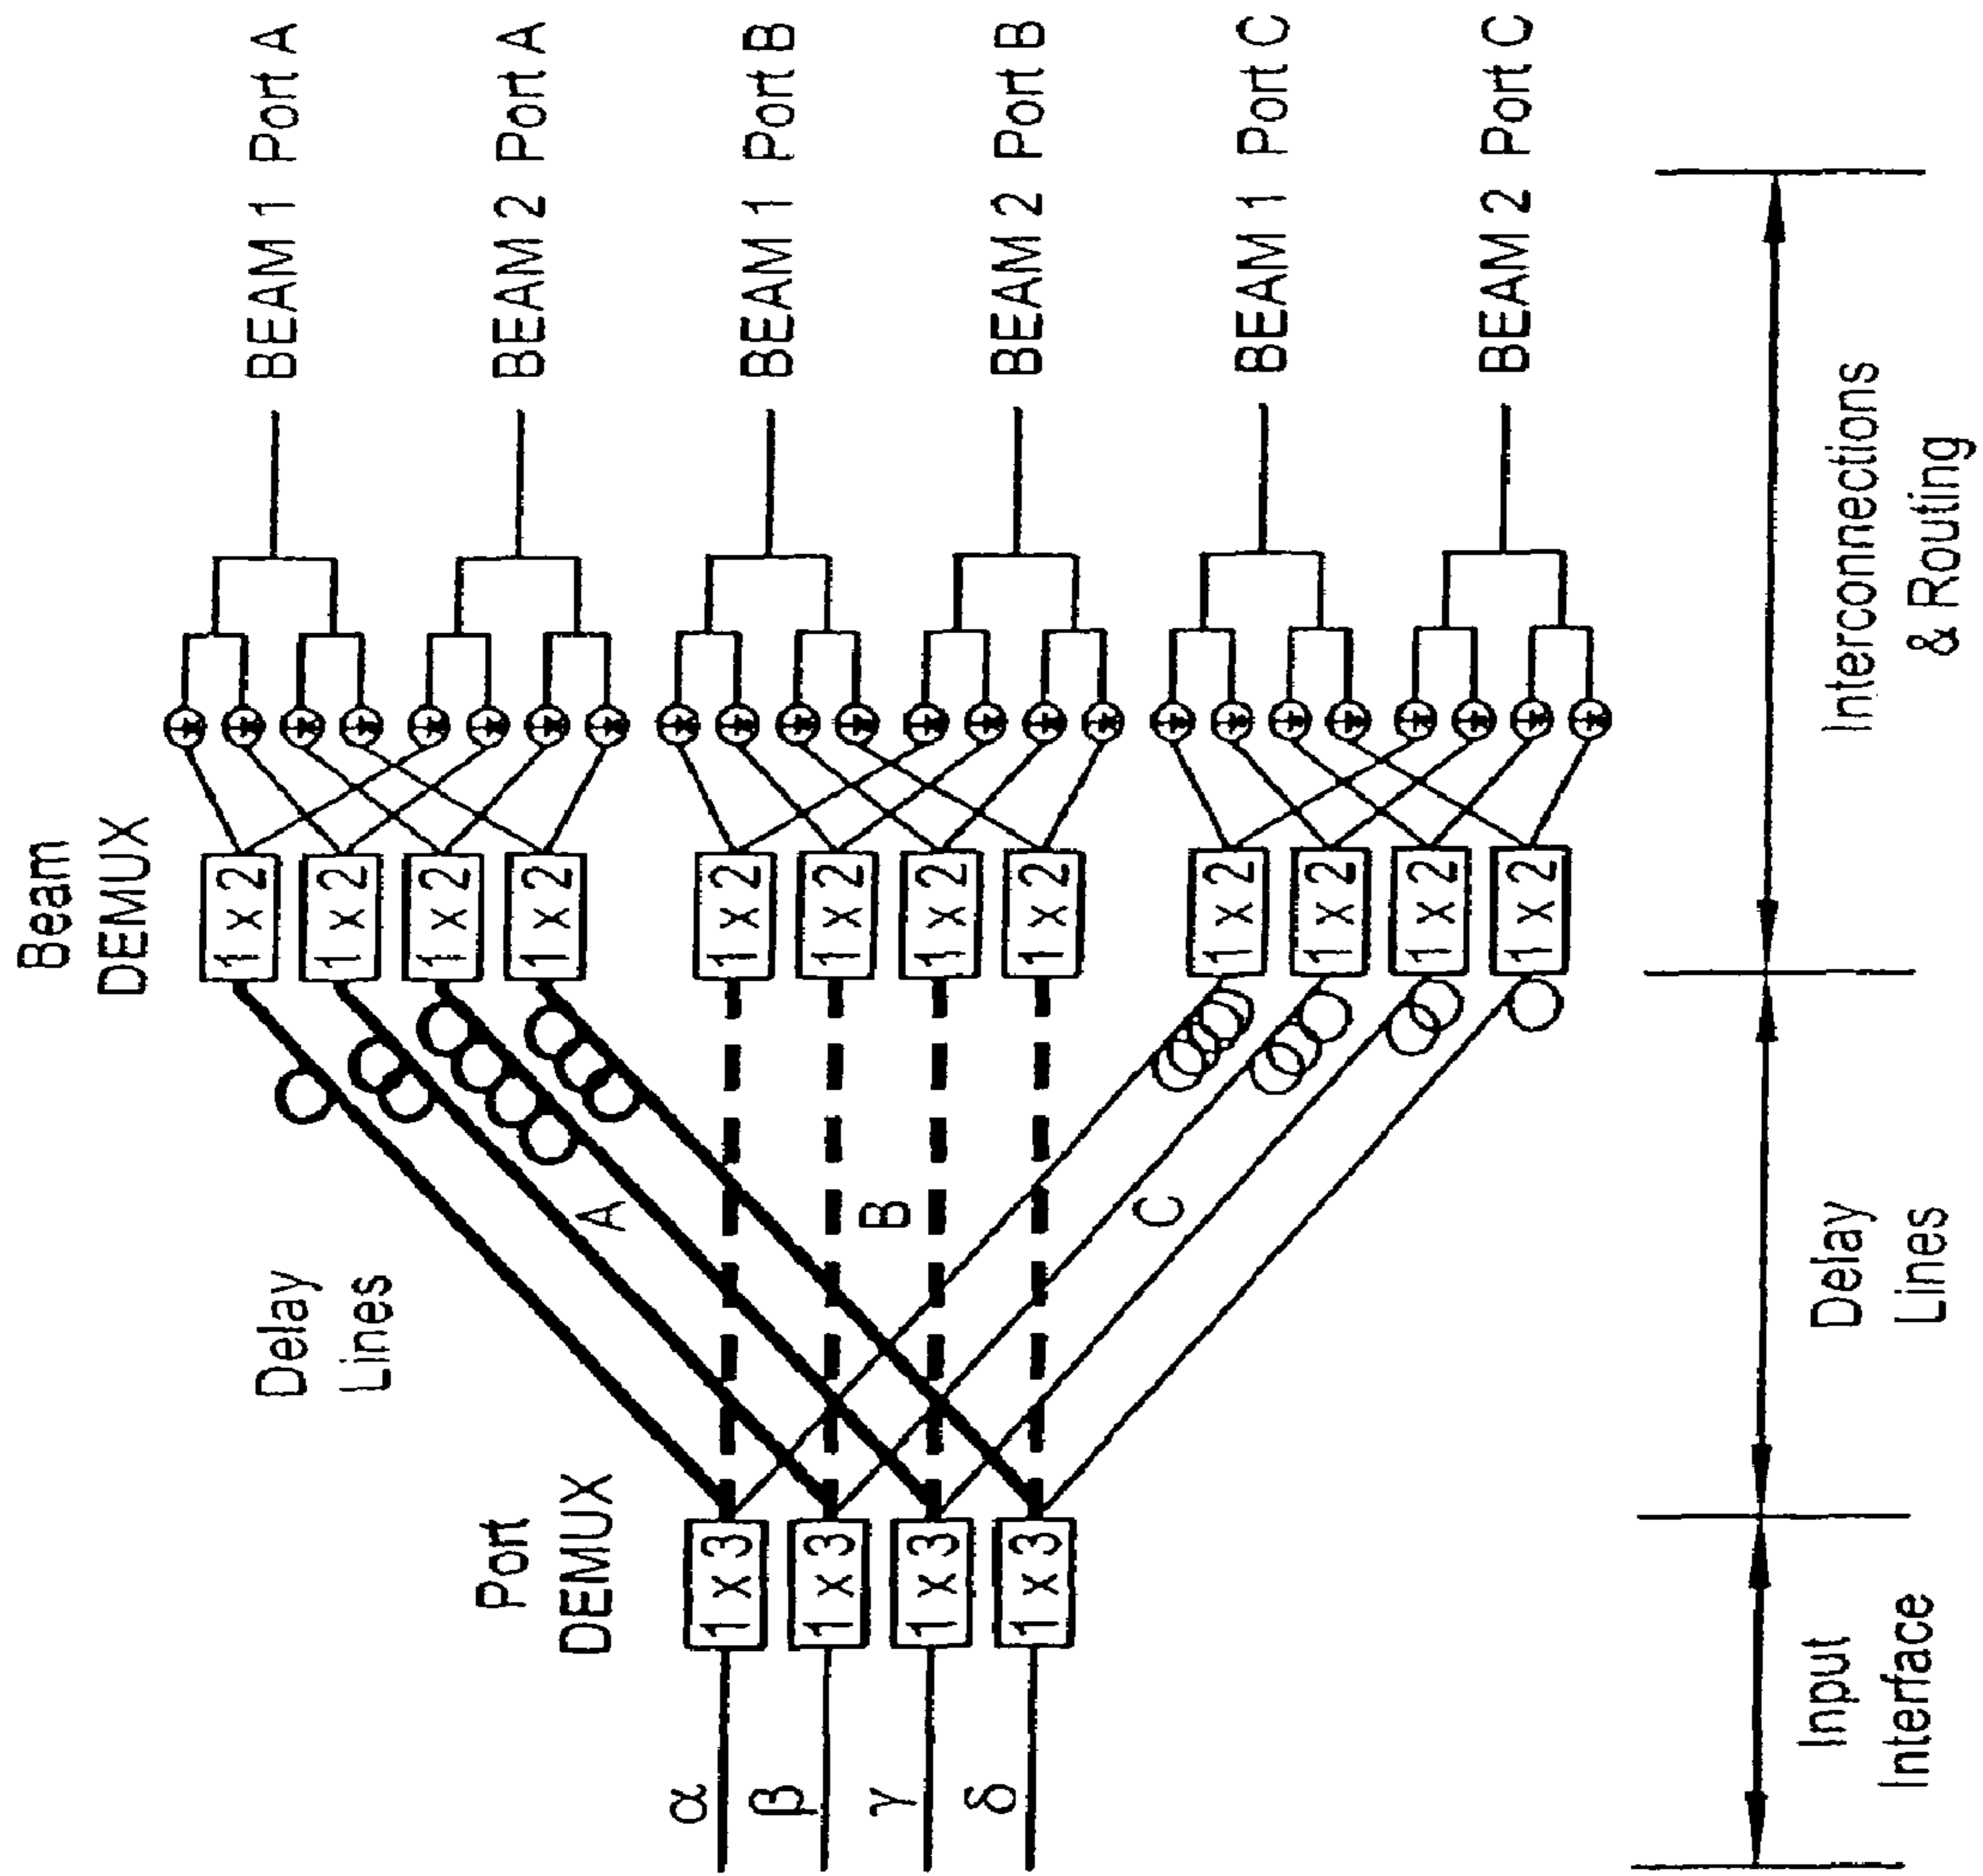 BEAM 1 Port A
BEAM 2 Port A
BEAM 1 Port B
BEAM 2 Port B
BEAM 1 Port C
BEAM 2 Port C
Beam
DEMUX
1 x 2
1 x 2
1 x 2
1 x 2
1 x 2
1 x 2
1 x 2
1 x 2
1 x 2
1 x 2
1 x 2
1 x 2
Delay
Lines
A
B
C
Port
DEMUX
1 x 3
1 x 3
1 x 3
1 x 3
α
β
γ
δ
Input
Interface
Delay
Lines
Interconnections
& Routing